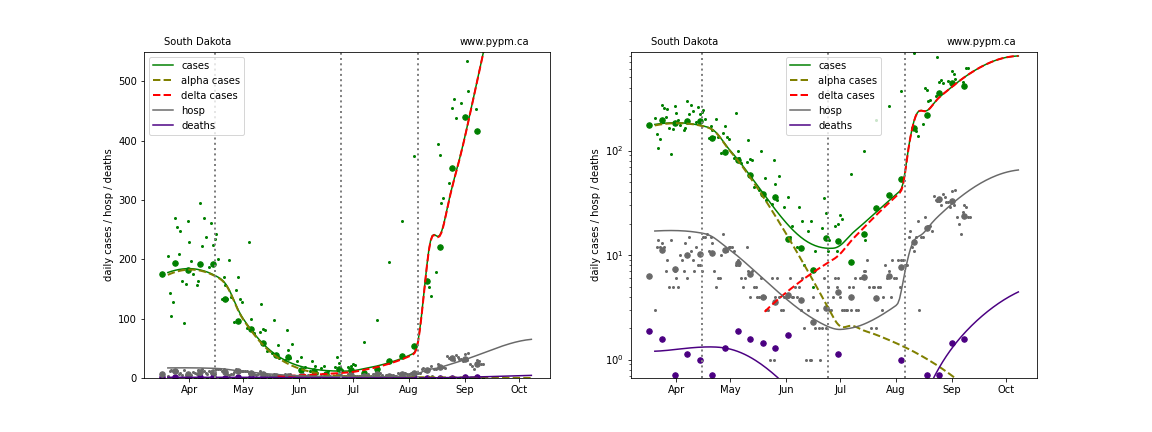 South Dakota www.pypm.ca
cases
alpha cases
delta cases
hosp
deaths
daily cases / hosp / deaths
500
400
300
200
100
0
Apr May Jun Jul Aug Sep Oct
South Dakota www.pypm.ca
cases
alpha cases
delta cases
hosp
deaths
daily cases / hosp / deaths
10²
10¹
10⁰
Apr May Jun Jul Aug Sep Oct